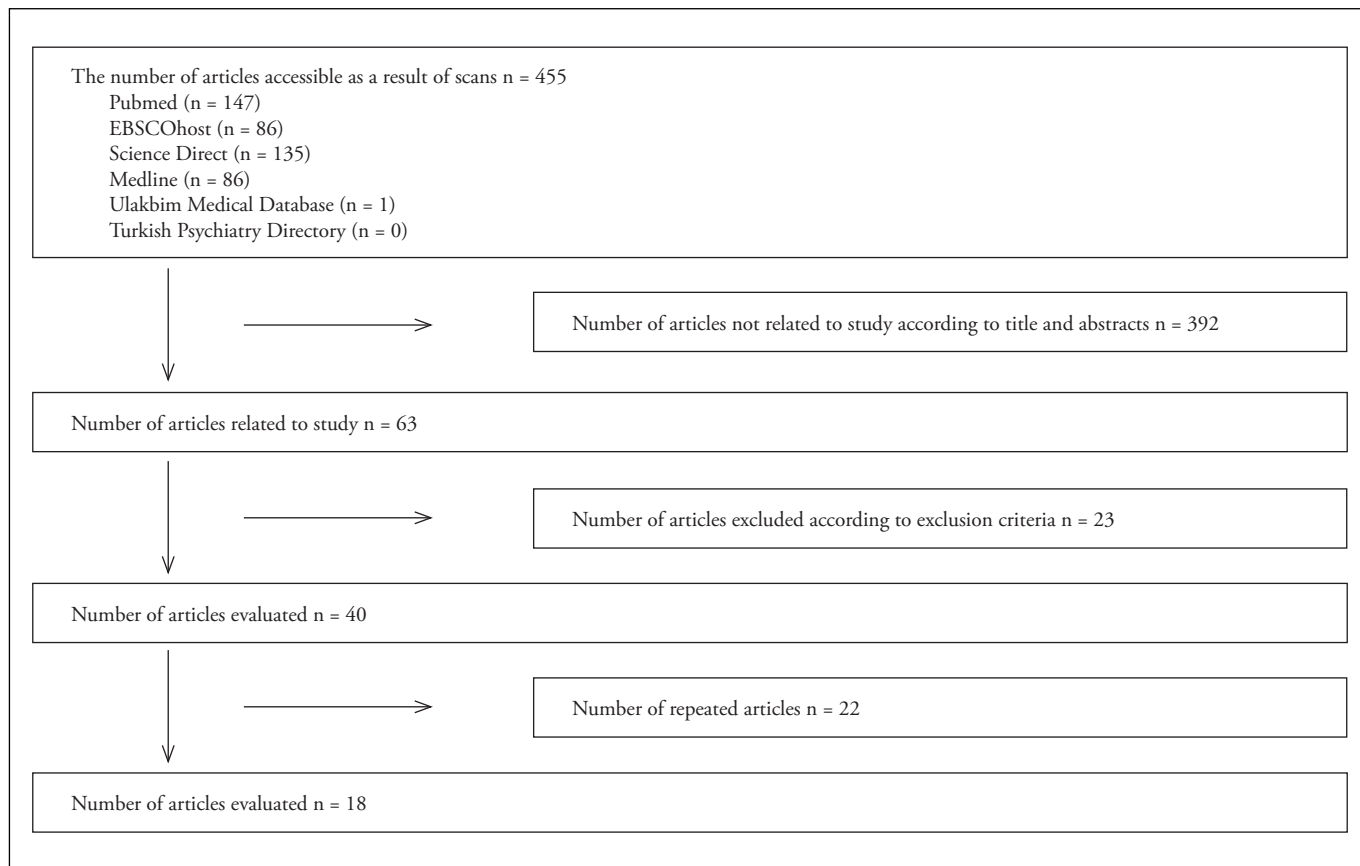 The number of articles accessible as a result of scans n = 455
Pubmed (n = 147)
EBSCOhost (n = 86)
Science Direct (n = 135)
Medline (n = 86)
Ulakbim Medical Database (n = 1)
Turkish Psychiatry Directory (n = 0)
Number of articles not related to study according to title and abstracts n = 392
Number of articles related to study n = 63
Number of articles excluded according to exclusion criteria n = 23
Number of articles evaluated n = 40
Number of repeated articles n = 22
Number of articles evaluated n = 18